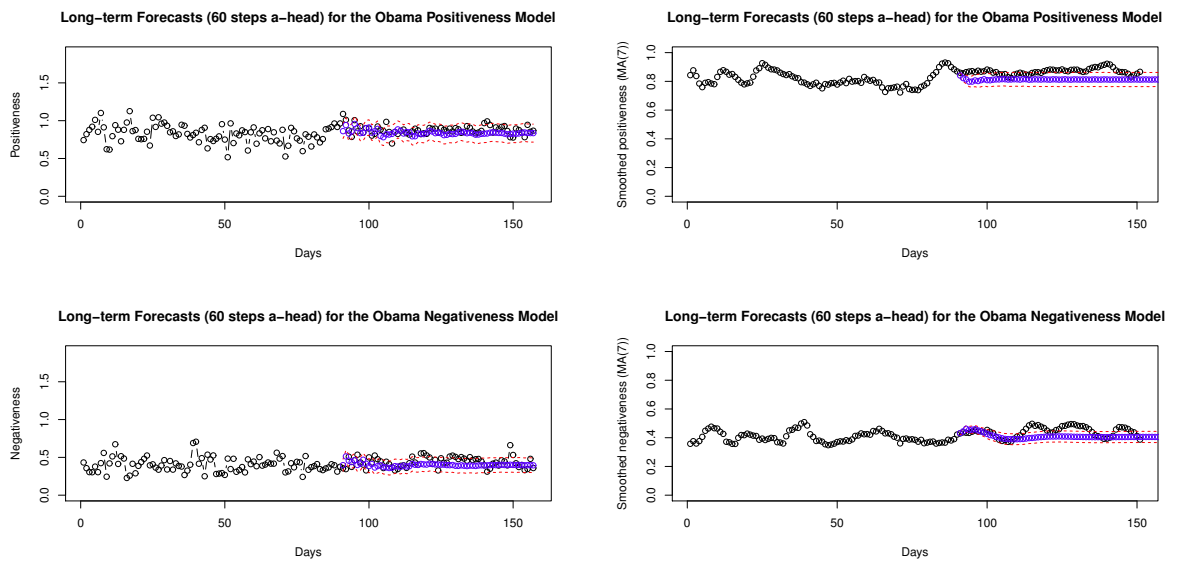 Long−term Forecasts (60 steps a−head) for the Obama Positiveness Model
Positiveness
0.0 0.5 1.0 1.5
0 50 100 150
Days
Long−term Forecasts (60 steps a−head) for the Obama Positiveness Model
Smoothed positiveness (MA(7))
0.0 0.2 0.4 0.6 0.8 1.0
0 50 100 150
Days
Long−term Forecasts (60 steps a−head) for the Obama Negativeness Model
Negativeness
0.0 0.5 1.0 1.5
0 50 100 150
Days
Long−term Forecasts (60 steps a−head) for the Obama Negativeness Model
Smoothed negativeness (MA(7))
0.0 0.2 0.4 0.6 0.8 1.0
0 50 100 150
Days